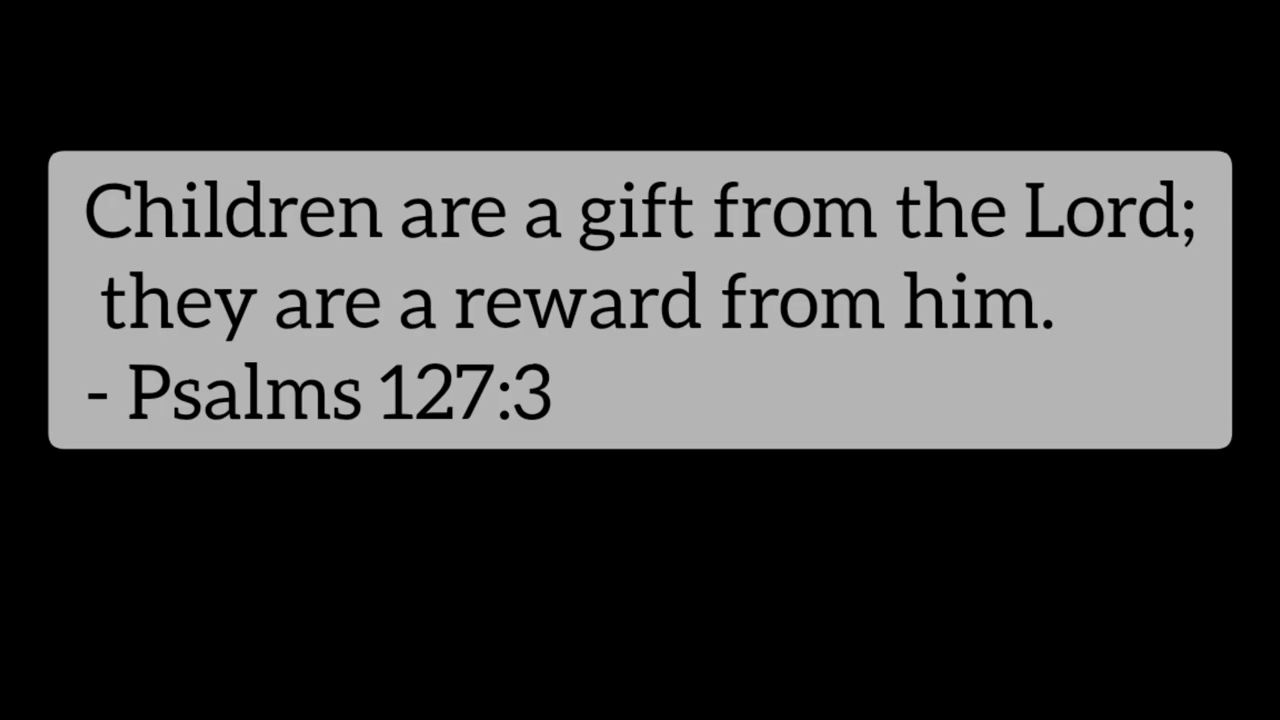 Children are a gift from the Lord;
they are a reward from him.
- Psalms 127:3